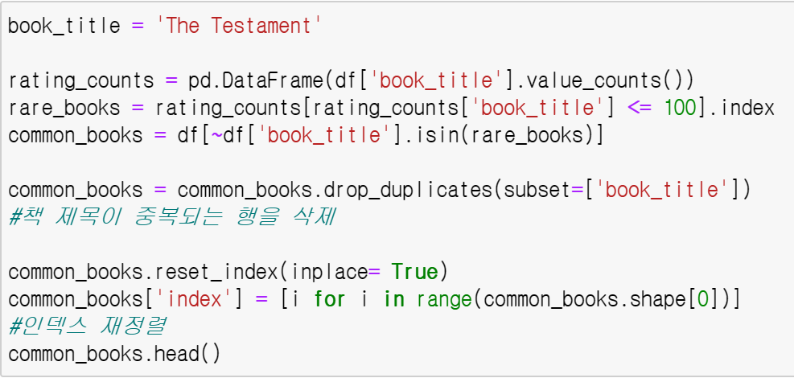 book_title = 'The Testament'
rating_counts = pd.DataFrame(df['book_title'].value_counts())
rare_books = rating_counts[rating_counts['book_title'] <= 100].index
common_books = df[~df['book_title'].isin(rare_books)]
common_books = common_books.drop_duplicates(subset=['book_title'])
#책 제목이 중복되는 행을 삭제
common_books.reset_index(inplace= True)
common_books['index'] = [i for i in range(common_books.shape[0])]
#인덱스 재정렬
common_books.head()